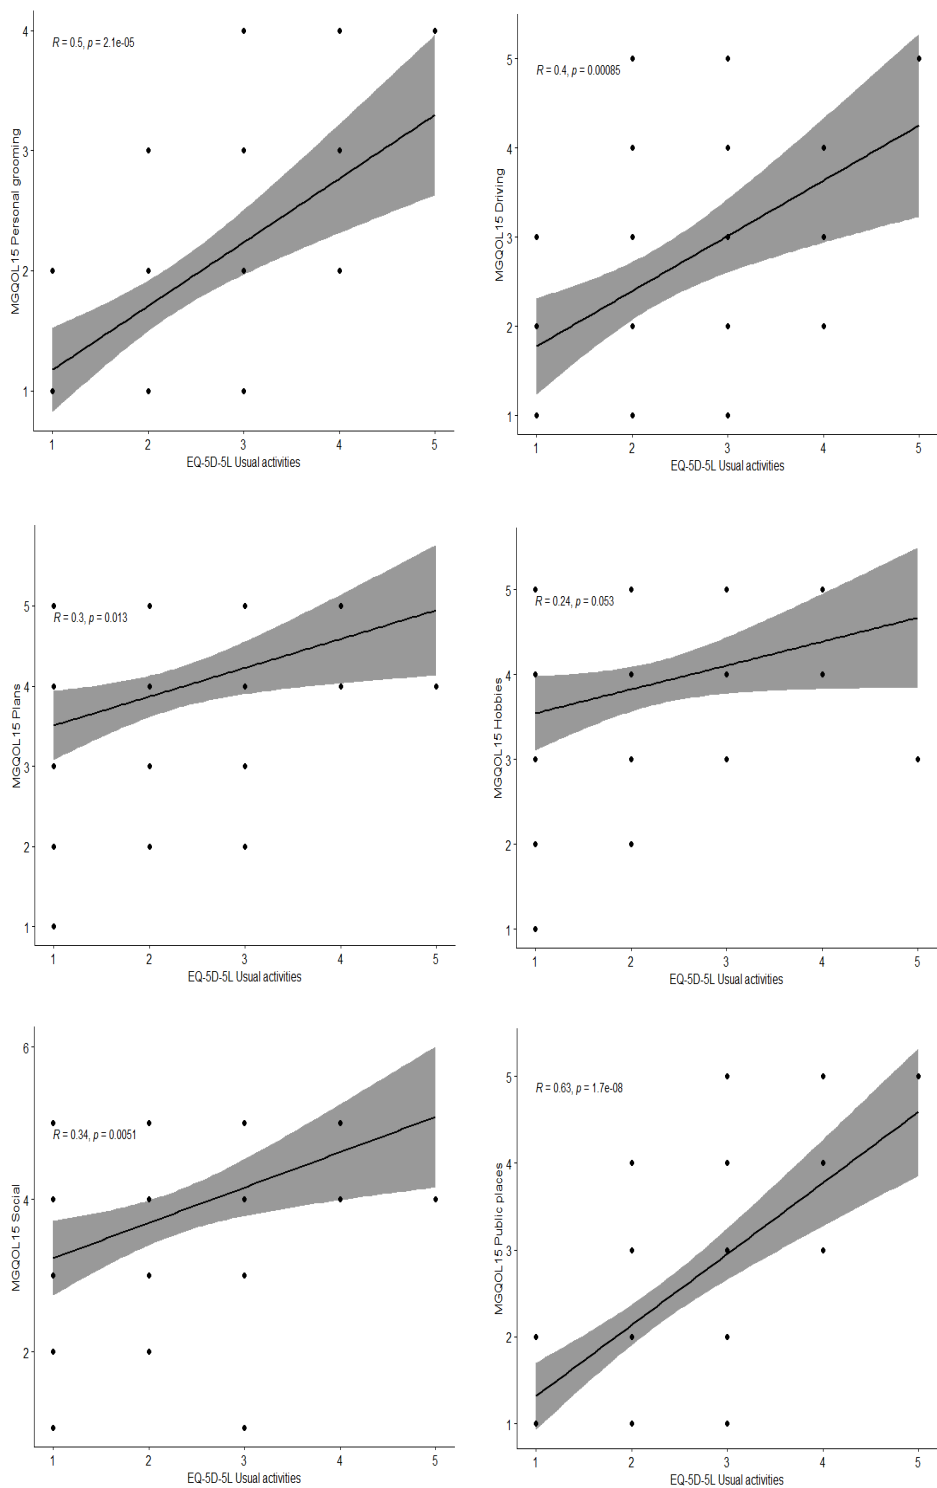 4
R = 0.5, p = 2.1e-05
3
2
1
MGQOL15 Personal grooming
1 2 3 4 5
EQ-5D-5L Usual activities
5
R = 0.4, p = 0.00085
4
3
2
1
MGQOL15 Driving
1 2 3 4 5
EQ-5D-5L Usual activities
5
R = 0.3, p = 0.013
4
3
2
1
MGQOL15 Plans
1 2 3 4 5
EQ-5D-5L Usual activities
5
R = 0.24, p = 0.053
4
3
2
1
MGQOL15 Hobbies
1 2 3 4 5
EQ-5D-5L Usual activities
6
R = 0.34, p = 0.0051
4
2
MGQOL15 Social
1 2 3 4 5
EQ-5D-5L Usual activities
5
R = 0.63, p = 1.7e-08
4
3
2
1
MGQOL15 Public places
1 2 3 4 5
EQ-5D-5L Usual activities